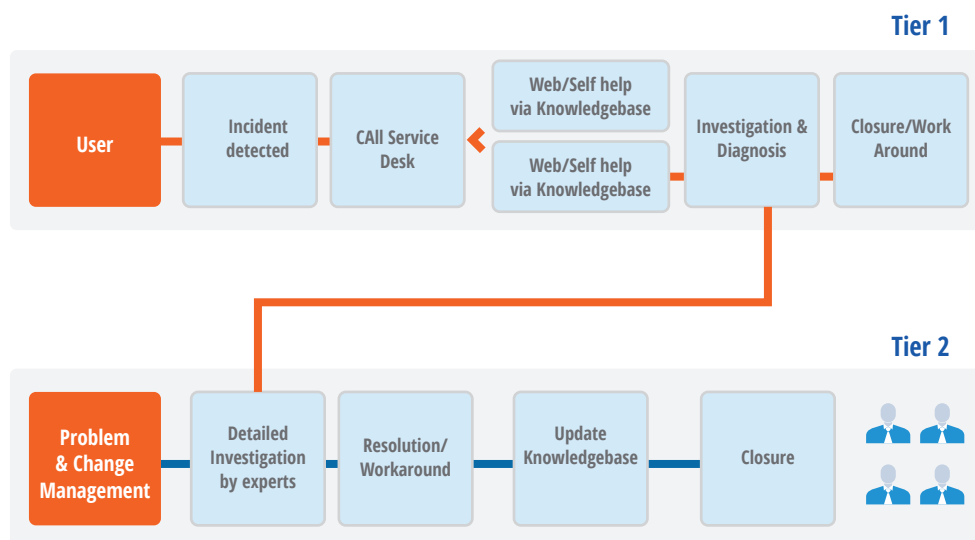 Tier 1
User
Incident
detected
CAll Service
Desk
Web/Self help
via Knowledgebase
Web/Self help
via Knowledgebase
Investigation &
Diagnosis
Closure/Work
Around
Tier 2
Problem
& Change
Management
Detailed
Investigation
by experts
Resolution/
Workaround
Update
Knowledgebase
Closure